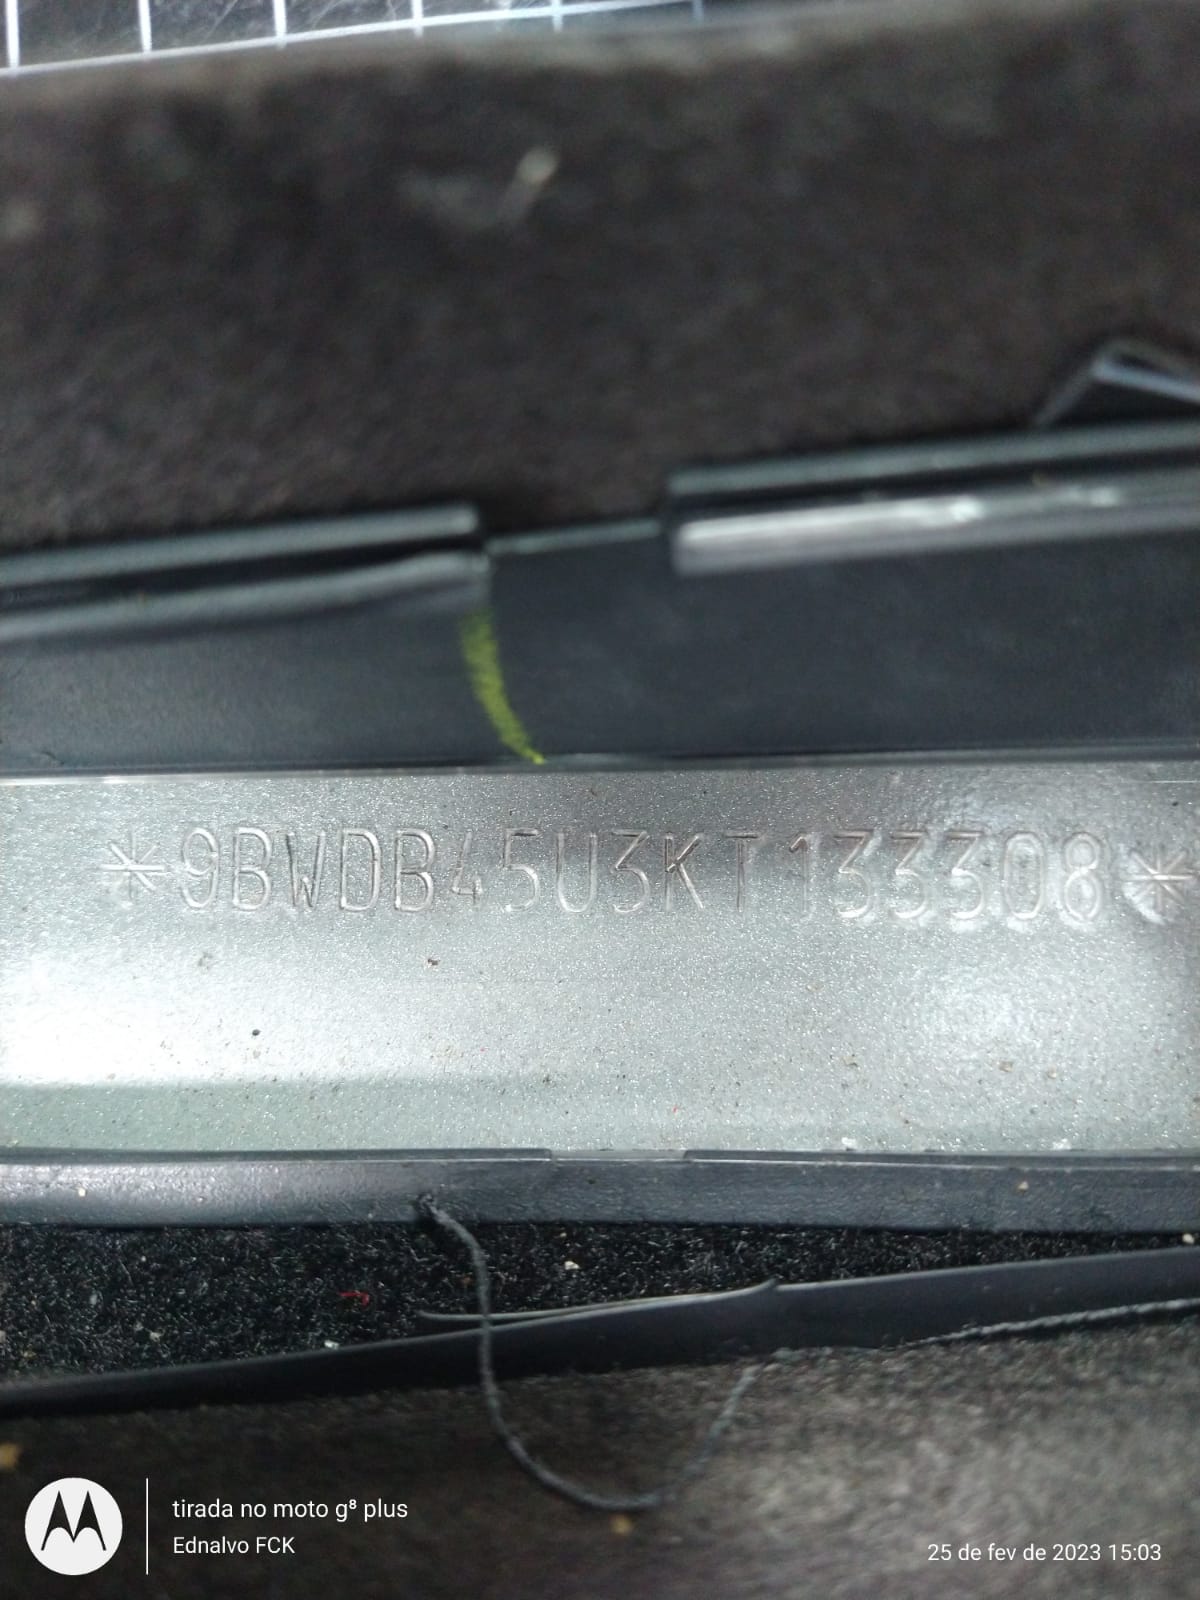 *9BWDB45U3KT133308*
tirada no moto g⁸ plus
Ednalvo FCK
25 de fev de 2023 15:03